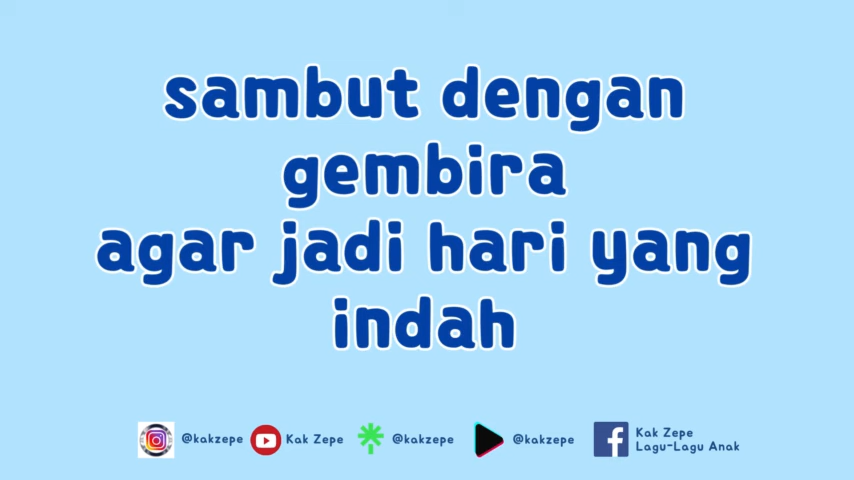 sambut dengan
gembira
agar jadi hari yang
indah
@kakzepe
Kak Zepe
@kakzepe
@kakzepe
Kak Zepe
Lagu-Lagu Anak